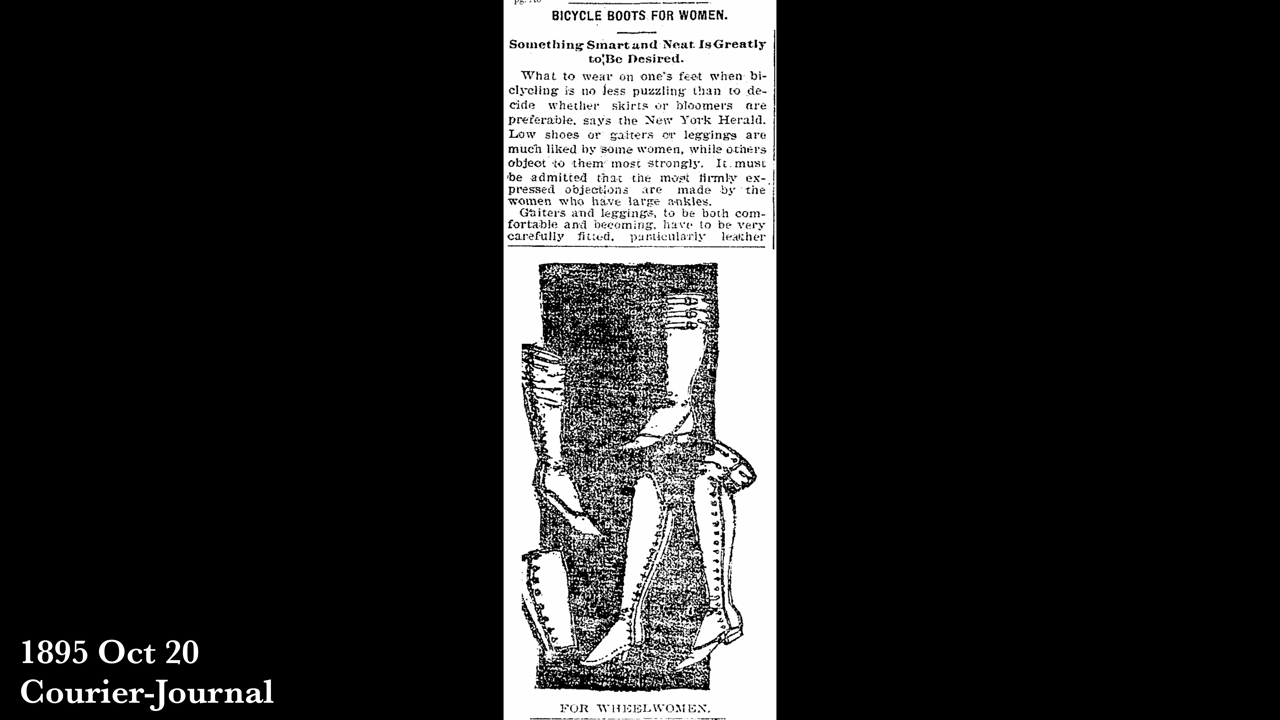 BICYCLE BOOTS FOR WOMEN.
Something Smart and Neat Is Greatly
to Be Desired.
What to wear on one's feet when bi-
clycling is no less puzzling than to de-
cide whether skirts or bloomers are
preferable, says the New York Herald.
Low shoes or gaiters or leggings are
much liked by some women, while others
object to them most strongly. It must
be admitted that the most firmly ex-
pressed objections are made by the
women who have large ankles.
Gaiters and leggings, to be both com-
fortable and becoming, have to be very
carefully fitted, particularly leather
FOR WHEELWOMEN.
1895 Oct 20
Courier-Journal